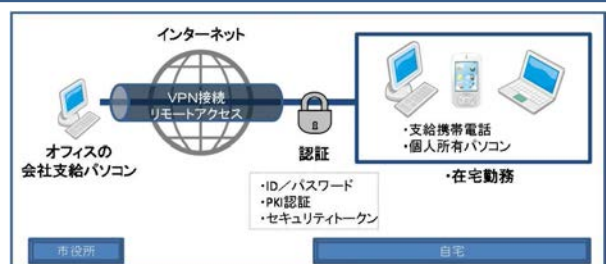 インターネット
VPN接続
リモートアクセス
オフィスの
会社支給パソコン
認証
・ID／パスワード
・PKI認証
・セキュリティトークン
・支給携帯電話
・個人所有パソコン
・在宅勤務
市役所
自宅